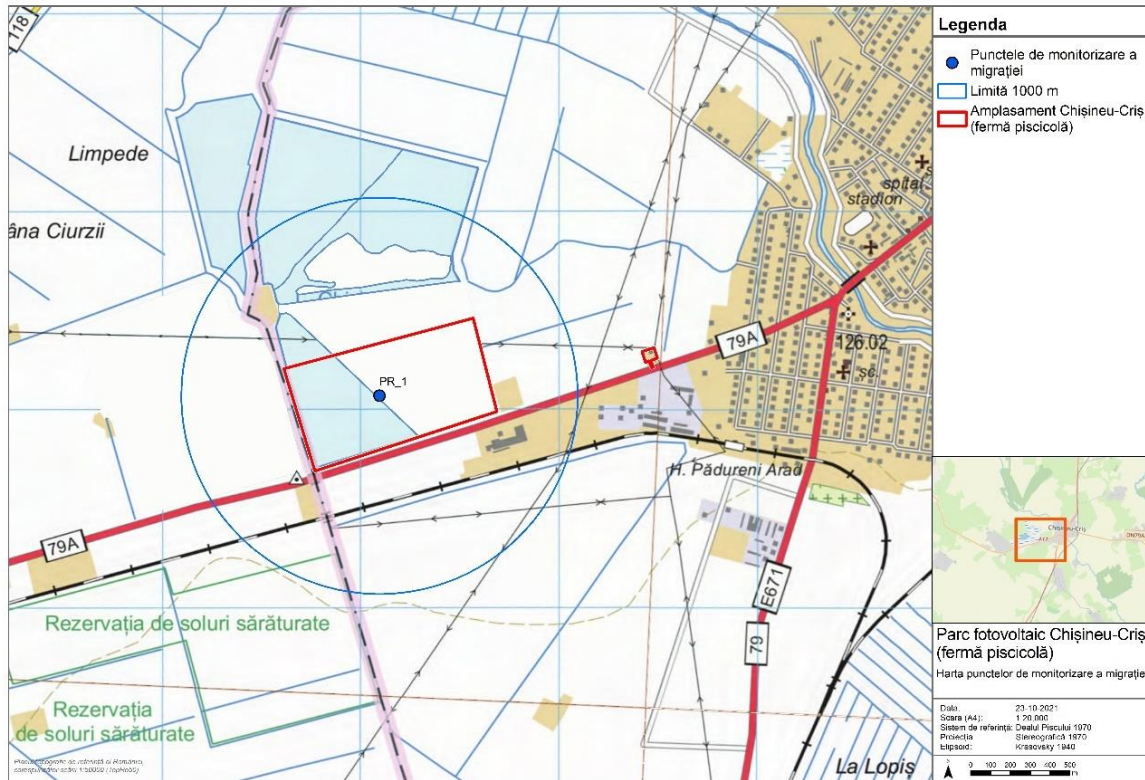 118
Limpede
âna Ciurzii
spital
stadion
PR_1
79A
126.02
șc.
H. Pădureni Arad
79A
E671
79
Rezervația de soluri sărăturate
Rezervația
de soluri sărăturate
La Lopis
Legenda
Punctele de monitorizare a
migrației
Limită 1000 m
Amplasament Chișineu-Criș
(fermă piscicolă)
Chișineu-Criș
Parc fotovoltaic Chișineu-Criș
(fermă piscicolă)
Harta punctelor de monitorizare a migrației
Data: 23-10-2021
Scara (A4): 1:20,000
Sistem de referință: Dealul Piscului 1970
Proiecția Stereografică 1970
Elipsoid: Krasovsky 1940
0 100 200 300 400 500